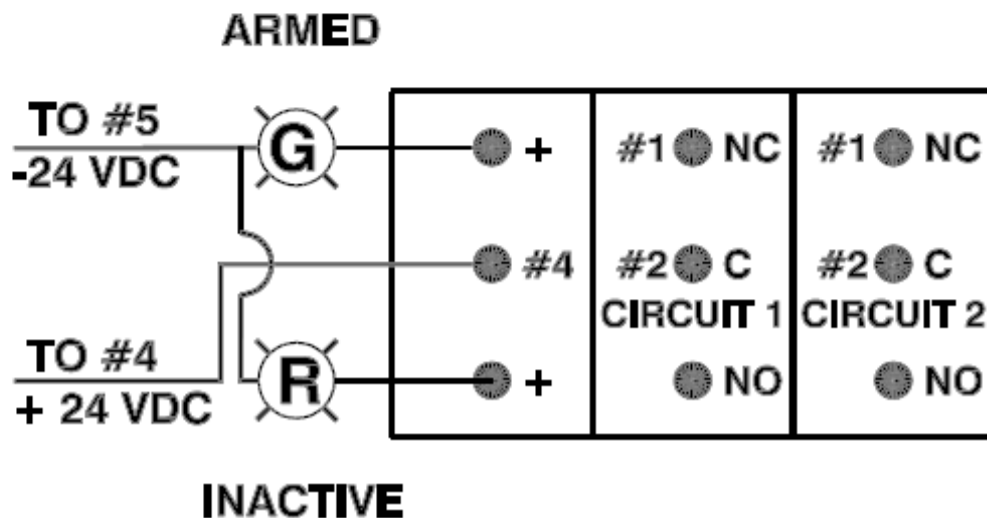 ARMED
TO #5
-24 VDC
G
+
#1 NC
#1 NC
#4
#2 C
CIRCUIT 1
#2 C
CIRCUIT 2
TO #4
+ 24 VDC
R
+
NO
NO
INACTIVE